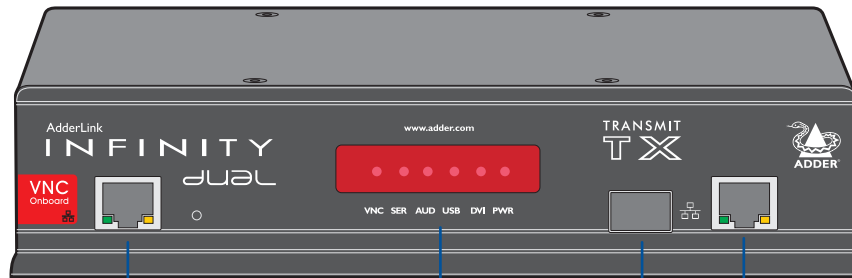 AdderLink
INFINITY
dual
www.adder.com
TRANSMIT
TX
ADDER®
VNC
Onboard
VNC SER AUD USB DVI PWR